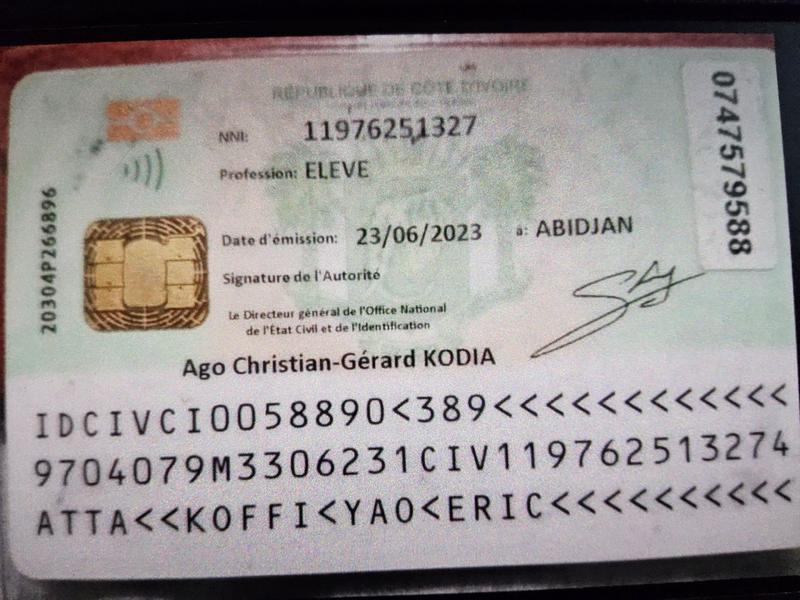 RÉPUBLIQUE DE CÔTE D'IVOIRE
NNI: 11976251327
Profession: ELEVE
Date d'émission: 23/06/2023 à: ABIDJAN
Signature de l'Autorité
Le Directeur général de l'Office National
de l'État Civil et de l'Identification
Ago Christian-Gérard KODIA
20304P266896
0747579588
IDCIVCI0058890<389<<<<<<<<<<<<
9704079M3306231CIV119762513274
ATTA<<KOFFI<YAO<ERIC<<<<<<<<<<